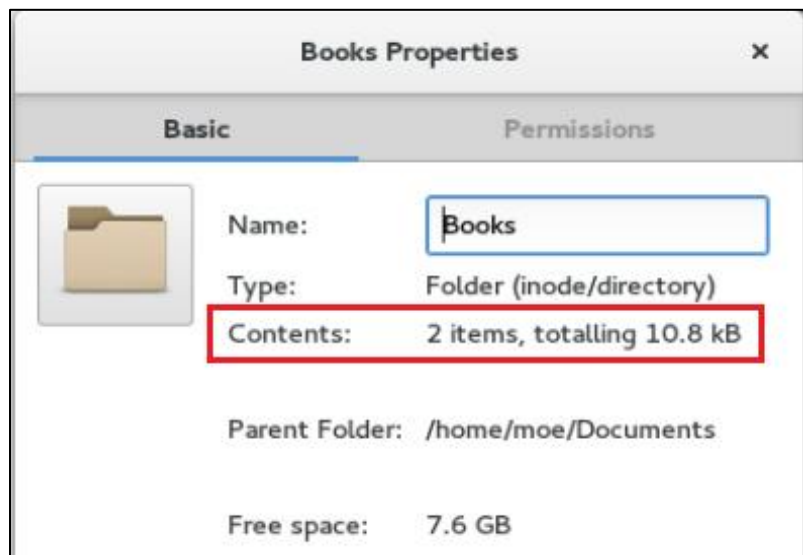 Books Properties ×
Basic Permissions
Name: Books
Type: Folder (inode/directory)
Contents: 2 items, totalling 10.8 kB
Parent Folder: /home/moe/Documents
Free space: 7.6 GB